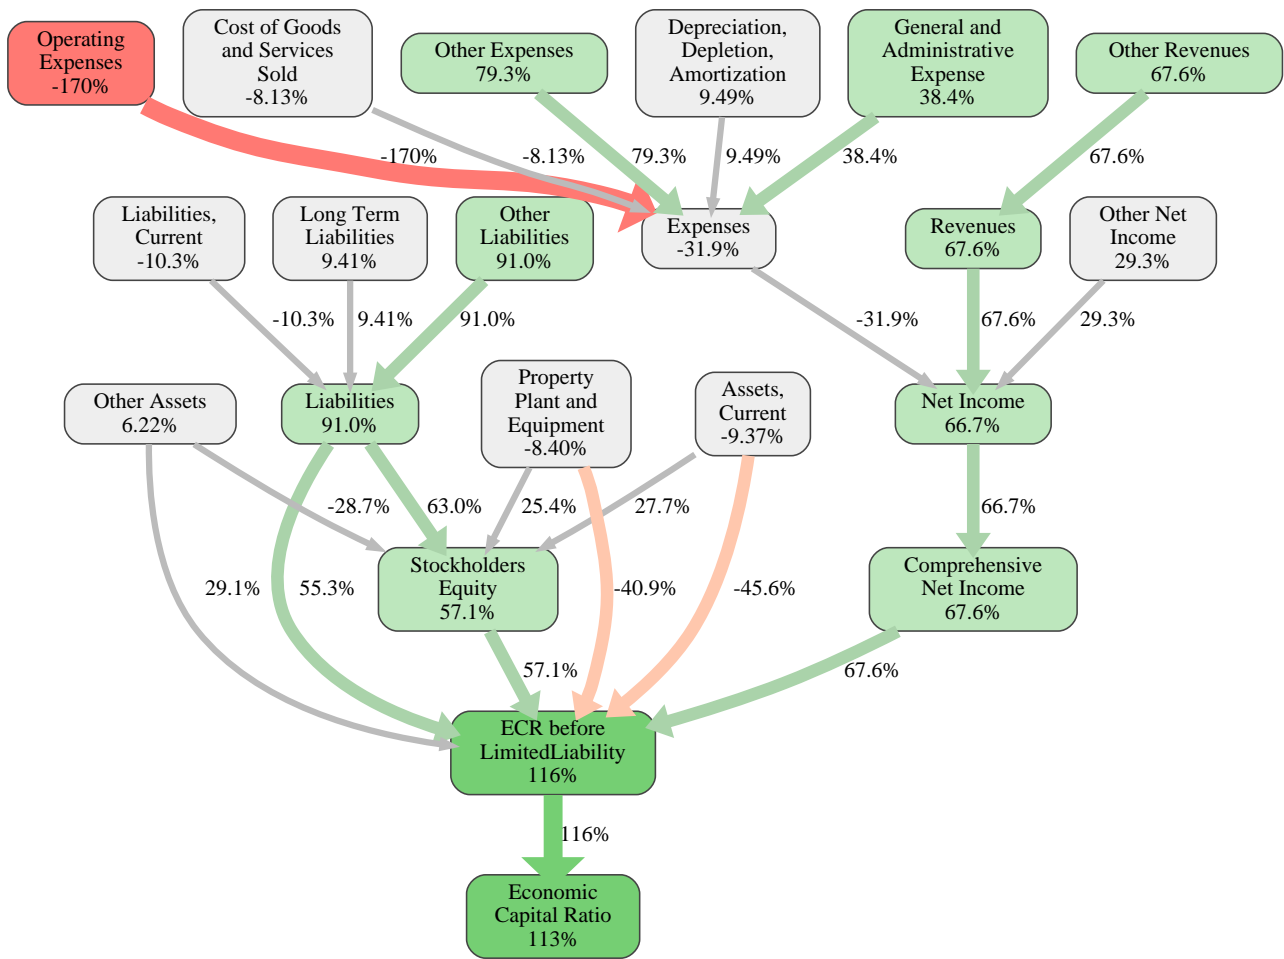 Operating
Expenses
-170%
Cost of Goods
and Services
Sold
-8.13%
Other Expenses
79.3%
Depreciation,
Depletion,
Amortization
9.49%
General and
Administrative
Expense
38.4%
Other Revenues
67.6%
-170%
-8.13%
79.3%
9.49%
38.4%
67.6%
Liabilities,
Current
-10.3%
Long Term
Liabilities
9.41%
Other
Liabilities
91.0%
Expenses
-31.9%
Revenues
67.6%
Other Net
Income
29.3%
-10.3%
9.41%
91.0%
-31.9%
67.6%
29.3%
Other Assets
6.22%
Liabilities
91.0%
Property
Plant and
Equipment
-8.40%
Assets,
Current
-9.37%
Net Income
66.7%
-28.7%
63.0%
25.4%
27.7%
66.7%
Stockholders
Equity
57.1%
Comprehensive
Net Income
67.6%
29.1%
55.3%
-40.9%
-45.6%
57.1%
67.6%
ECR before
LimitedLiability
116%
116%
Economic
Capital Ratio
113%